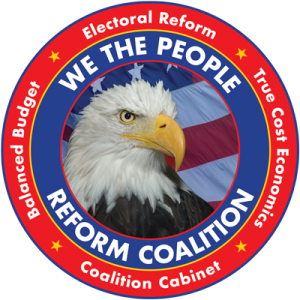 Electoral Reform
True Cost Economics
Coalition Cabinet
Balanced Budget
WE THE PEOPLE
REFORM COALITION